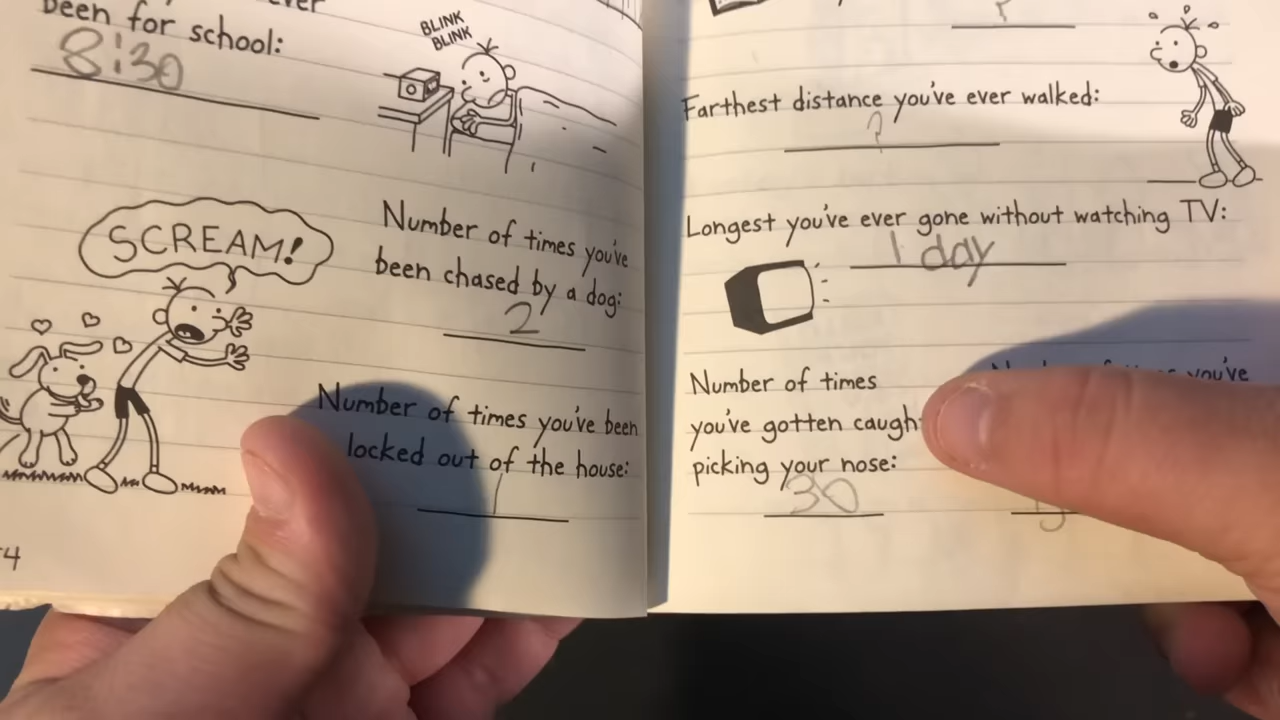 been for school:
8:30
BLINK
BLINK
SCREAM!
Number of times you've
been chased by a dog:
2
Number of times you've been
locked out of the house:
1
4
?
Farthest distance you've ever walked:
?
Longest you've ever gone without watching TV:
1 day
Number of times
you've gotten caugh
picking your nose:
30
you've